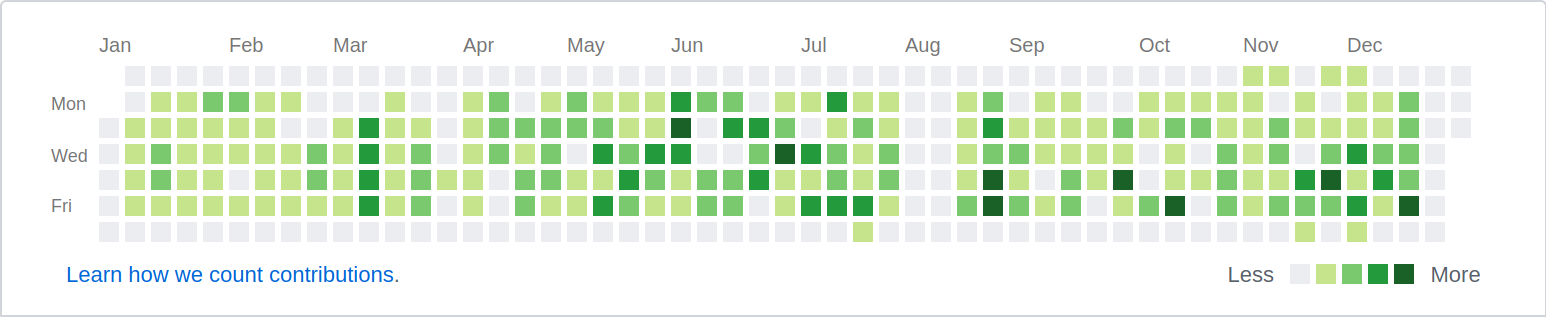 Jan Feb Mar Apr May Jun Jul Aug Sep Oct Nov Dec
Mon
Wed
Fri
Learn how we count contributions. Less More